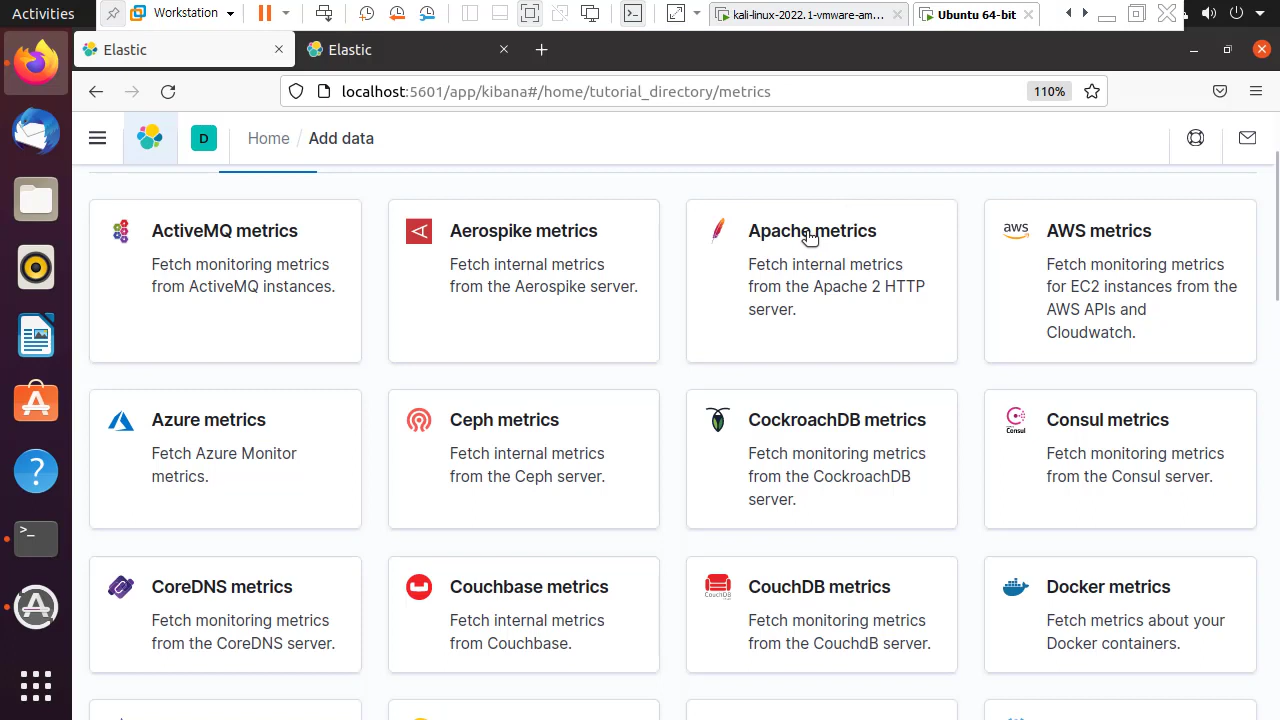 Activities
Workstation
kali-linux-2022.1-vmware-am...
Ubuntu 64-bit
Elastic
Elastic
localhost:5601/app/kibana#/home/tutorial_directory/metrics
110%
D
Home / Add data
ActiveMQ metrics
Fetch monitoring metrics
from ActiveMQ instances.
Aerospike metrics
Fetch internal metrics
from the Aerospike server.
Apache metrics
Fetch internal metrics
from the Apache 2 HTTP
server.
aws
AWS metrics
Fetch monitoring metrics
for EC2 instances from the
AWS APIs and
Cloudwatch.
Azure metrics
Fetch Azure Monitor
metrics.
Ceph metrics
Fetch internal metrics
from the Ceph server.
CockroachDB metrics
Fetch monitoring metrics
from the CockroachDB
server.
Consul
Consul metrics
Fetch monitoring metrics
from the Consul server.
CoreDNS metrics
Fetch monitoring metrics
from the CoreDNS server.
Couchbase metrics
Fetch internal metrics
from Couchbase.
CouchDB
CouchDB metrics
Fetch monitoring metrics
from the CouchdB server.
Docker metrics
Fetch metrics about your
Docker containers.